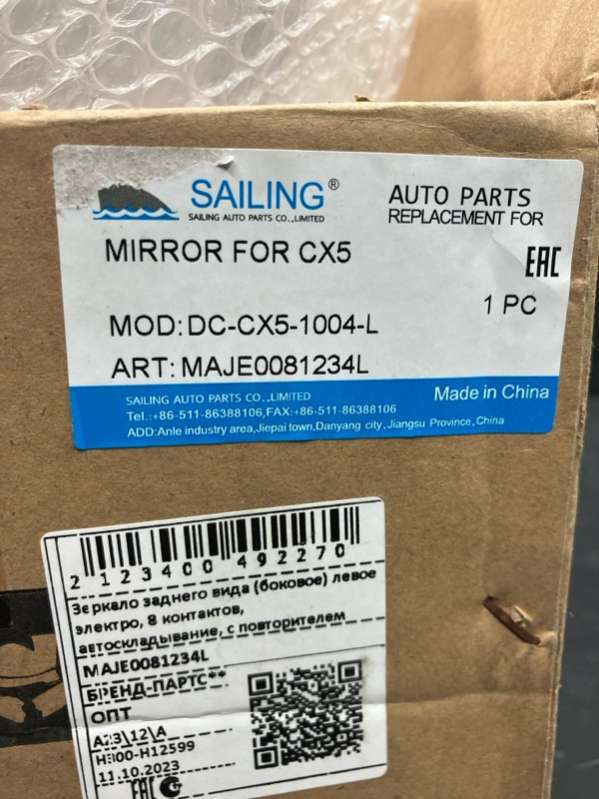 SAILING®
SAILING AUTO PARTS CO.,LIMITED
AUTO PARTS
REPLACEMENT FOR
MIRROR FOR CX5
EAC
1 PC
MOD: DC-CX5-1004-L
ART: MAJE0081234L
SAILING AUTO PARTS CO.,LIMITED
Made in China
Tel.:+86-511-86388106,FAX:+86-511-86388106
ADD:Anle industry area,Jiepai town,Danyang city,Jiangsu Province,China
2 123400 492270
Зеркало заднего вида (боковое) левое
электро, 8 контактов,
автоскладывание, с повторителем
MAJE0081234L
БРЕНД-ПАРТС**
ОПТ
A23\12\A
H300-H12599
11.10.2023
EAC